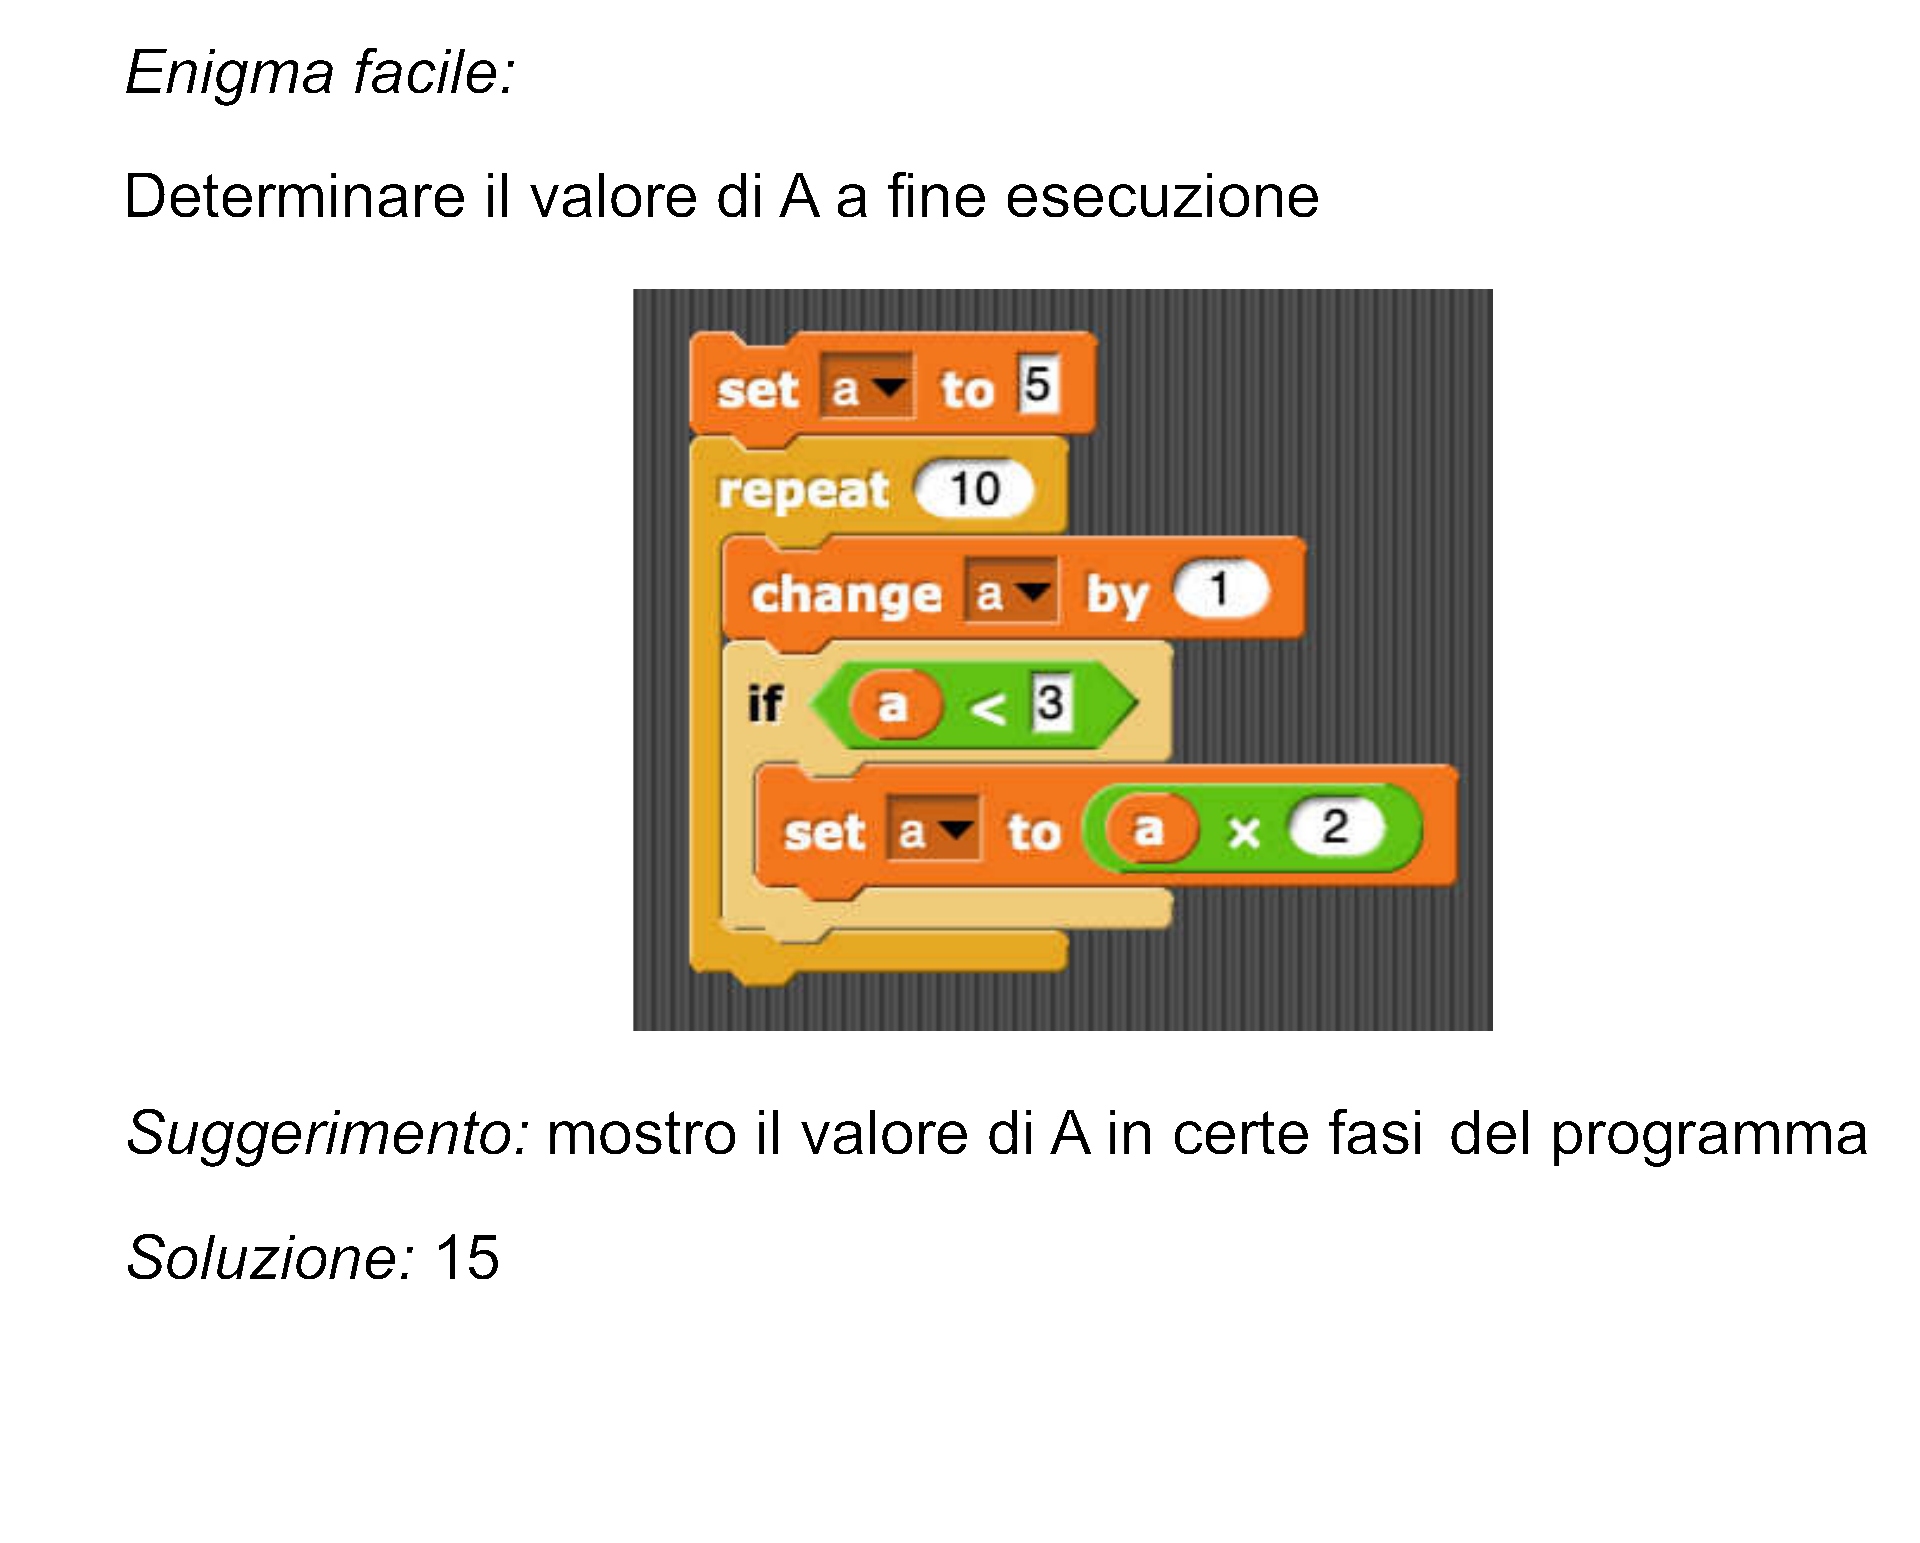 Enigma facile:
Determinare il valore di A a fine esecuzione
set a to 5
repeat 10
change a by 1
if a < 3
set a to a x 2
Suggerimento: mostro il valore di A in certe fasi del programma
Soluzione: 15